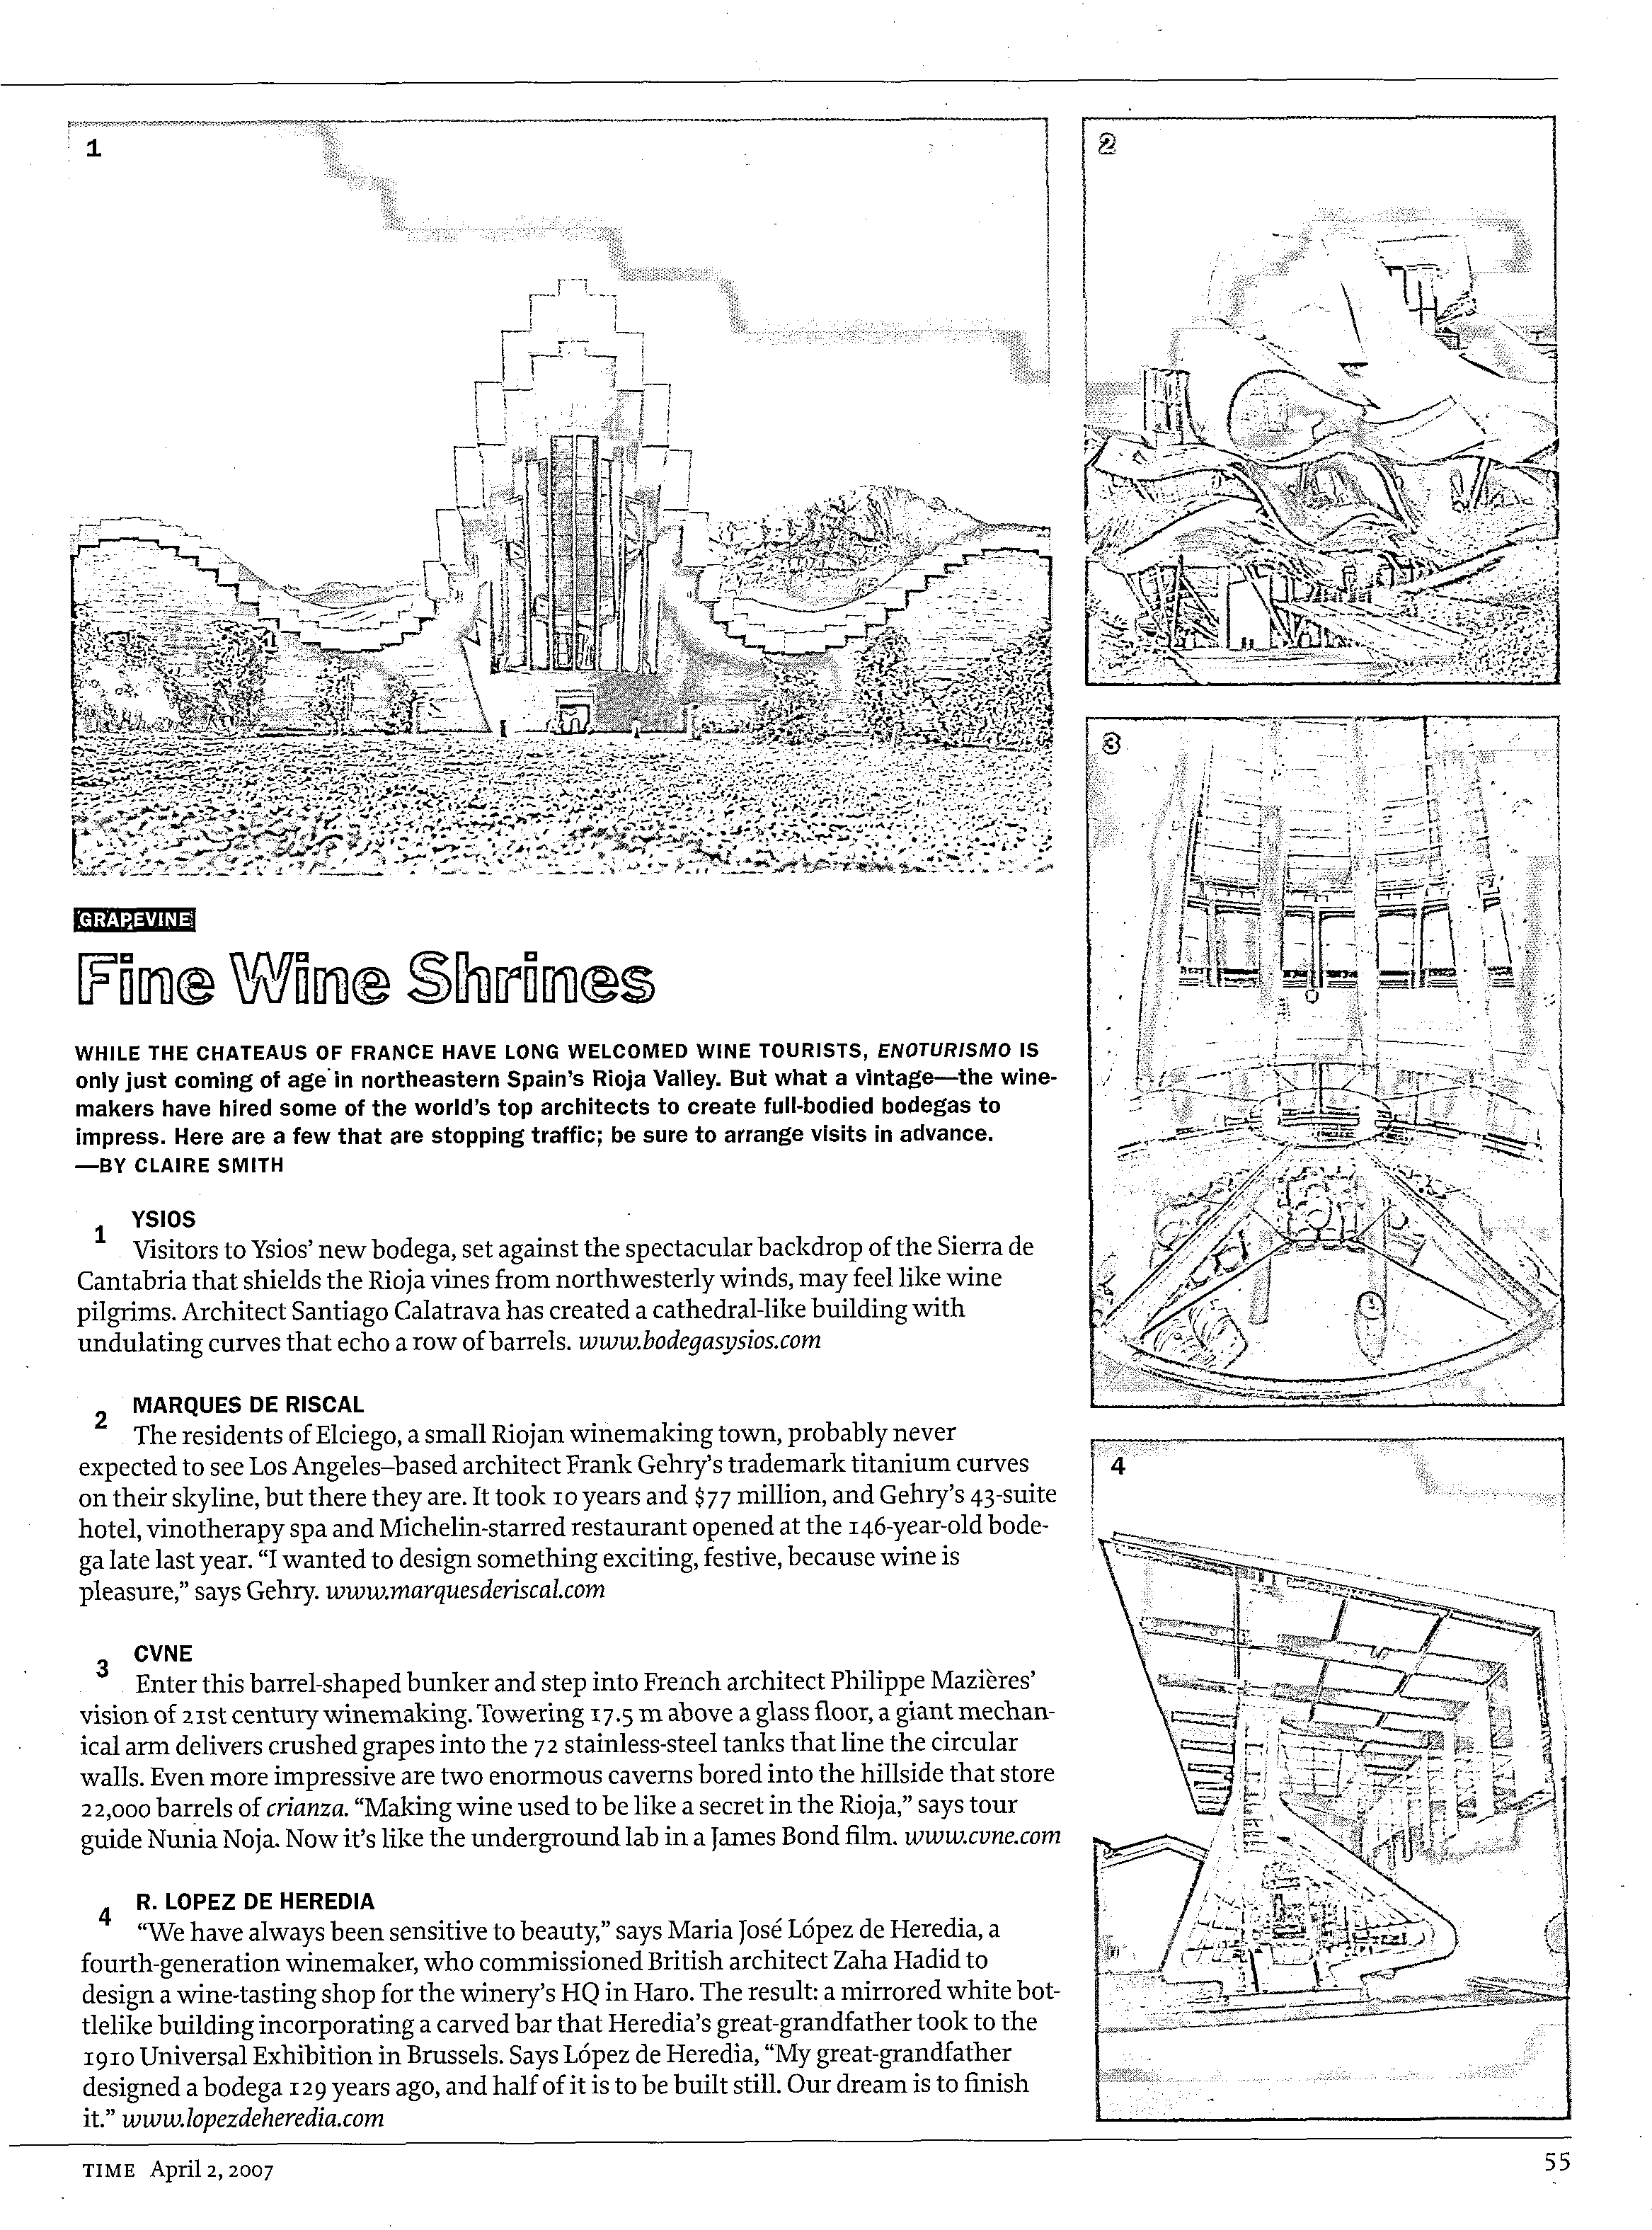 1
2
3
4
GRAPEVINE
Fine Wine Shrines
WHILE THE CHATEAUS OF FRANCE HAVE LONG WELCOMED WINE TOURISTS, ENOTURISMO IS
only just coming of age in northeastern Spain's Rioja Valley. But what a vintage—the wine-
makers have hired some of the world's top architects to create full-bodied bodegas to
impress. Here are a few that are stopping traffic; be sure to arrange visits in advance.
—BY CLAIRE SMITH
1 YSIOS
Visitors to Ysios' new bodega, set against the spectacular backdrop of the Sierra de
Cantabria that shields the Rioja vines from northwesterly winds, may feel like wine
pilgrims. Architect Santiago Calatrava has created a cathedral-like building with
undulating curves that echo a row of barrels. www.bodegasysios.com
2 MARQUES DE RISCAL
The residents of Elciego, a small Riojan winemaking town, probably never
expected to see Los Angeles–based architect Frank Gehry's trademark titanium curves
on their skyline, but there they are. It took 10 years and $77 million, and Gehry's 43-suite
hotel, vinotherapy spa and Michelin-starred restaurant opened at the 146-year-old bode-
ga late last year. “I wanted to design something exciting, festive, because wine is
pleasure,” says Gehry. www.marquesderiscal.com
3 CVNE
Enter this barrel-shaped bunker and step into French architect Philippe Mazières'
vision of 21st century winemaking. Towering 17.5 m above a glass floor, a giant mechan-
ical arm delivers crushed grapes into the 72 stainless-steel tanks that line the circular
walls. Even more impressive are two enormous caverns bored into the hillside that store
22,000 barrels of crianza. “Making wine used to be like a secret in the Rioja,” says tour
guide Nunia Noja. Now it's like the underground lab in a James Bond film. www.cvne.com
4 R. LOPEZ DE HEREDIA
“We have always been sensitive to beauty,” says Maria José López de Heredia, a
fourth-generation winemaker, who commissioned British architect Zaha Hadid to
design a wine-tasting shop for the winery's HQ in Haro. The result: a mirrored white bot-
tlelike building incorporating a carved bar that Heredia's great-grandfather took to the
1910 Universal Exhibition in Brussels. Says López de Heredia, “My great-grandfather
designed a bodega 129 years ago, and half of it is to be built still. Our dream is to finish
it.” www.lopezdeheredia.com
TIME April 2, 2007
55